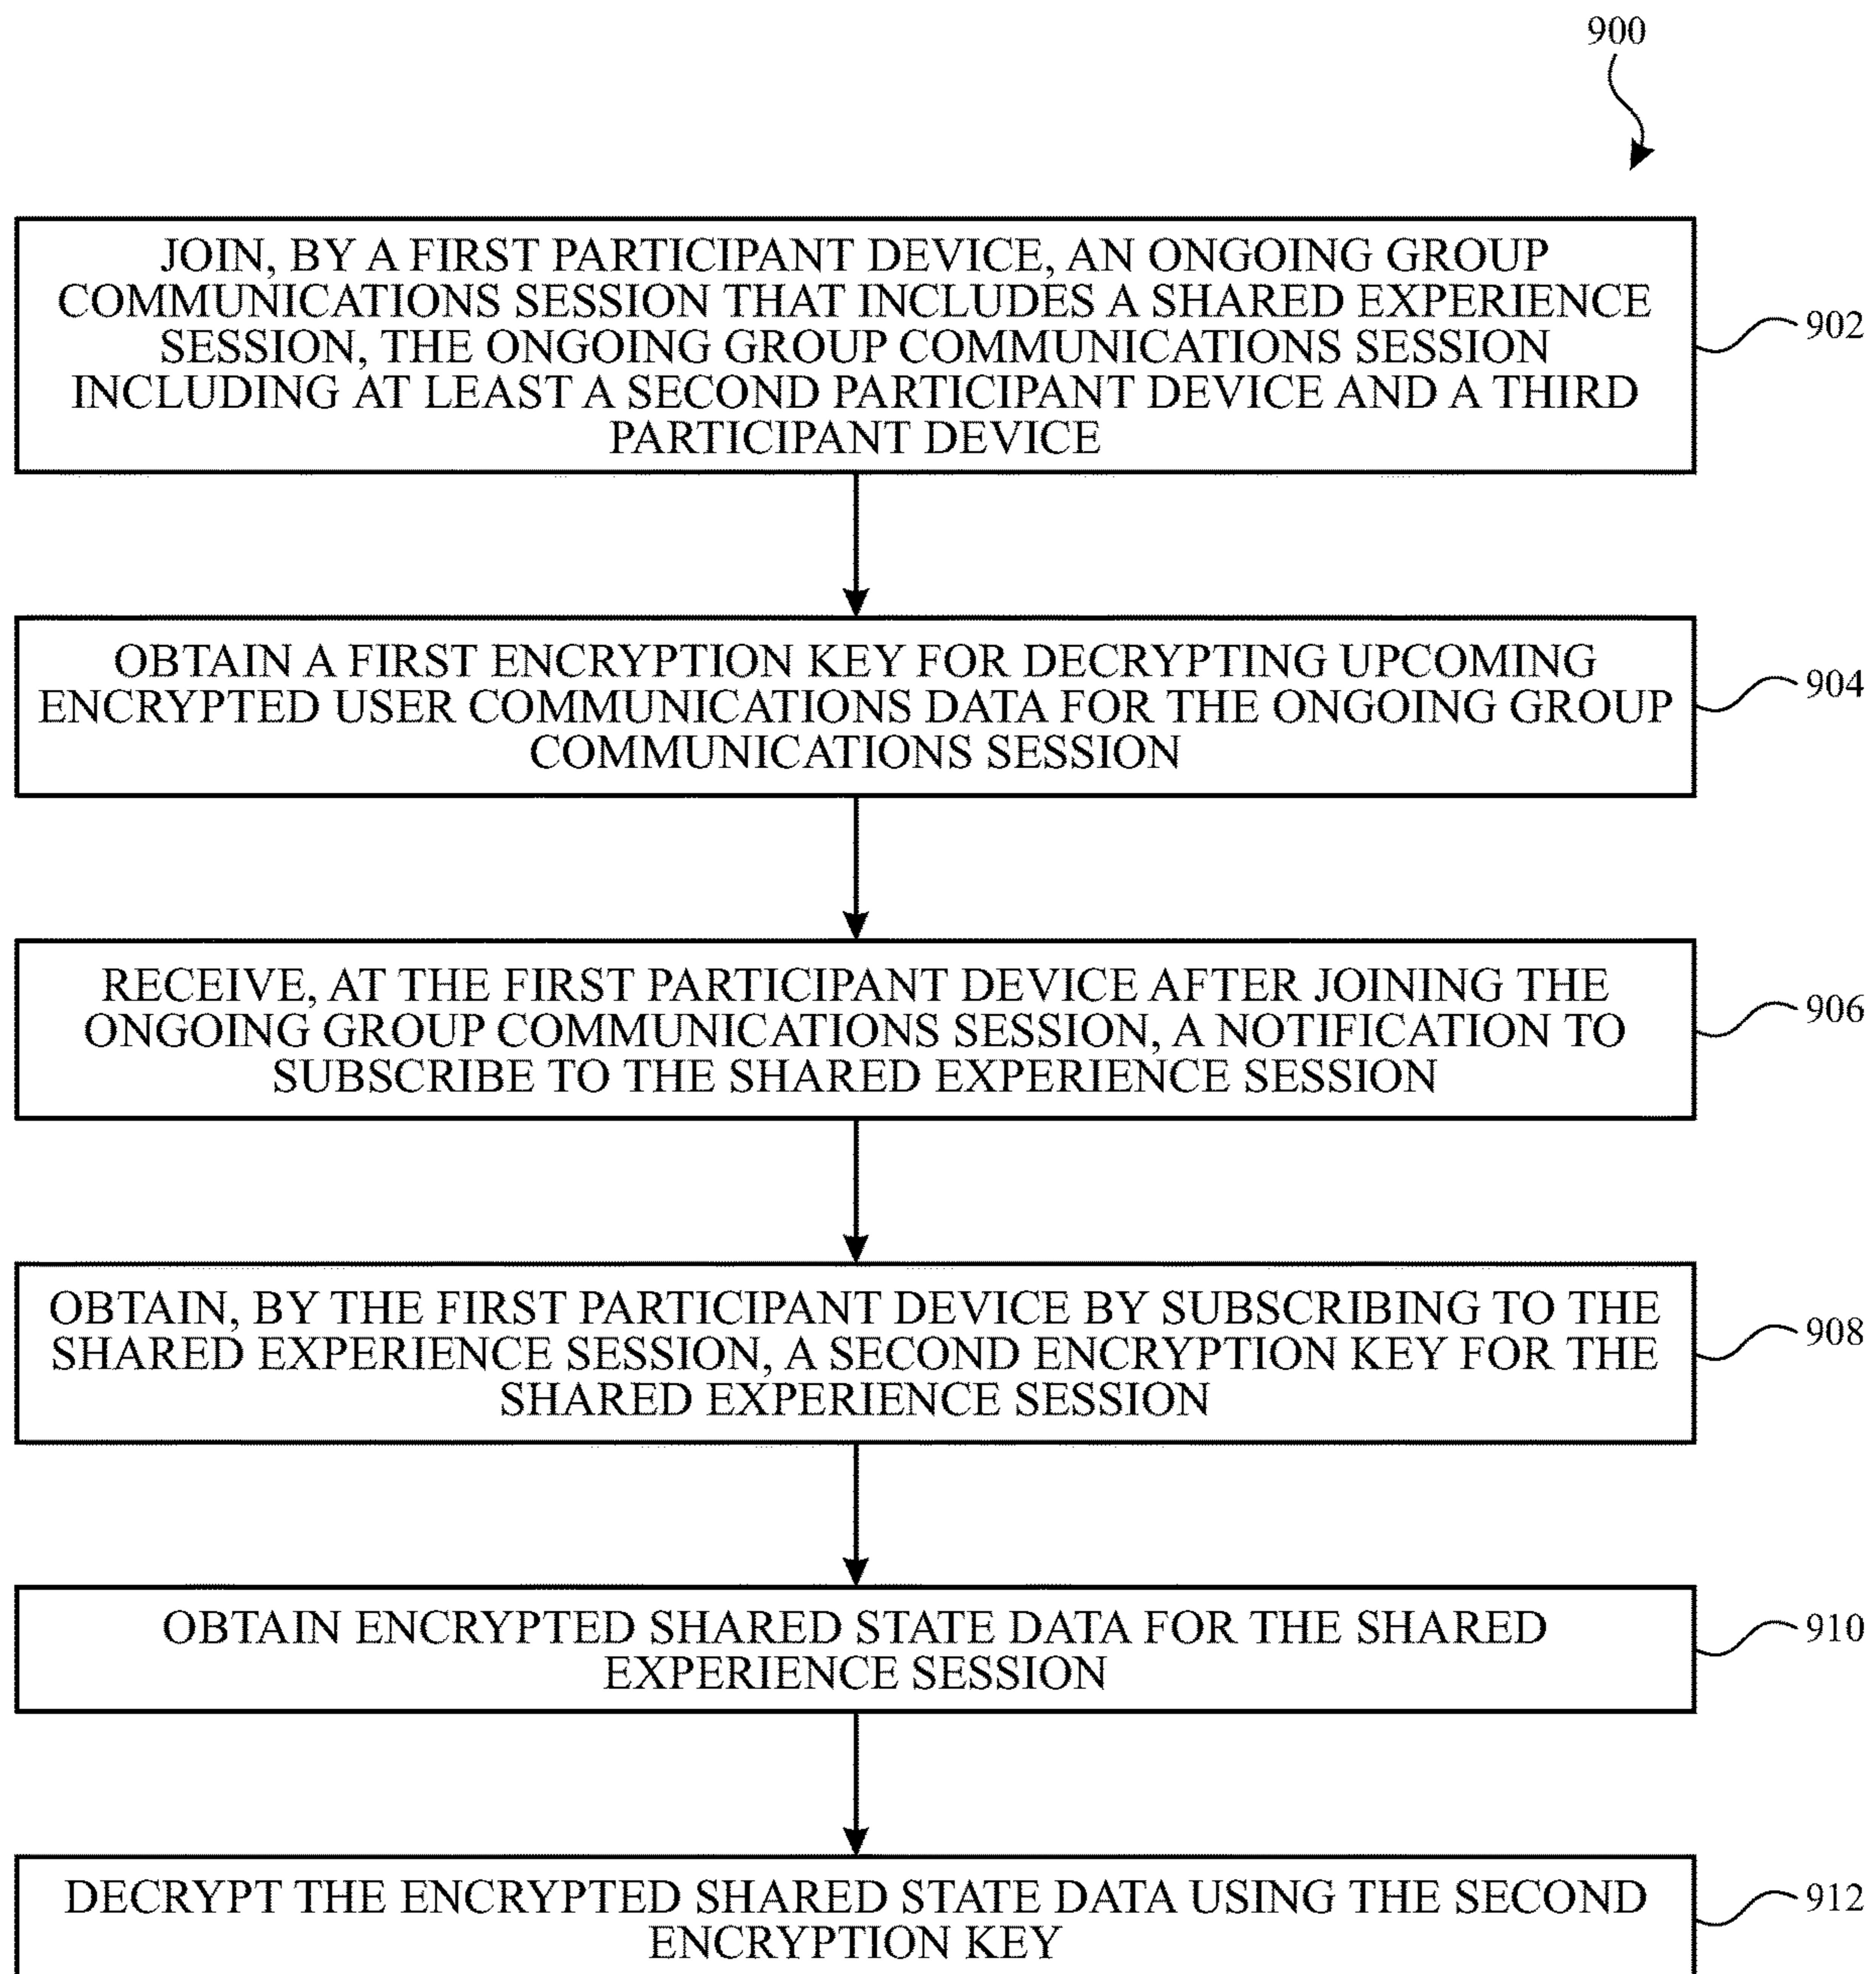 900
JOIN, BY A FIRST PARTICIPANT DEVICE, AN ONGOING GROUP
COMMUNICATIONS SESSION THAT INCLUDES A SHARED EXPERIENCE
SESSION, THE ONGOING GROUP COMMUNICATIONS SESSION
INCLUDING AT LEAST A SECOND PARTICIPANT DEVICE AND A THIRD
PARTICIPANT DEVICE
902
OBTAIN A FIRST ENCRYPTION KEY FOR DECRYPTING UPCOMING
ENCRYPTED USER COMMUNICATIONS DATA FOR THE ONGOING GROUP
COMMUNICATIONS SESSION
904
RECEIVE, AT THE FIRST PARTICIPANT DEVICE AFTER JOINING THE
ONGOING GROUP COMMUNICATIONS SESSION, A NOTIFICATION TO
SUBSCRIBE TO THE SHARED EXPERIENCE SESSION
906
OBTAIN, BY THE FIRST PARTICIPANT DEVICE BY SUBSCRIBING TO THE
SHARED EXPERIENCE SESSION, A SECOND ENCRYPTION KEY FOR THE
SHARED EXPERIENCE SESSION
908
OBTAIN ENCRYPTED SHARED STATE DATA FOR THE SHARED
EXPERIENCE SESSION
910
DECRYPT THE ENCRYPTED SHARED STATE DATA USING THE SECOND
ENCRYPTION KEY
912